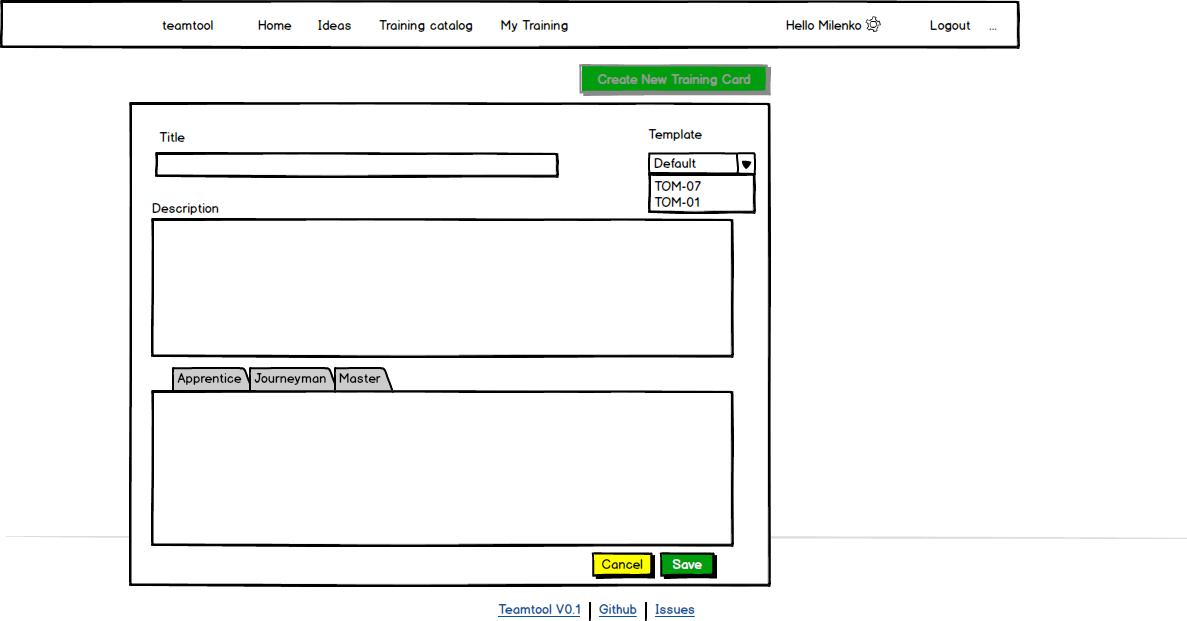 teamtool Home Ideas Training catalog My Training Hello Milenko Logout ...
Create New Training Card
Title
Template
Default
TOM-07
TOM-01
Description
Apprentice Journeyman Master
Cancel Save
Teamtool V0.1 Github Issues